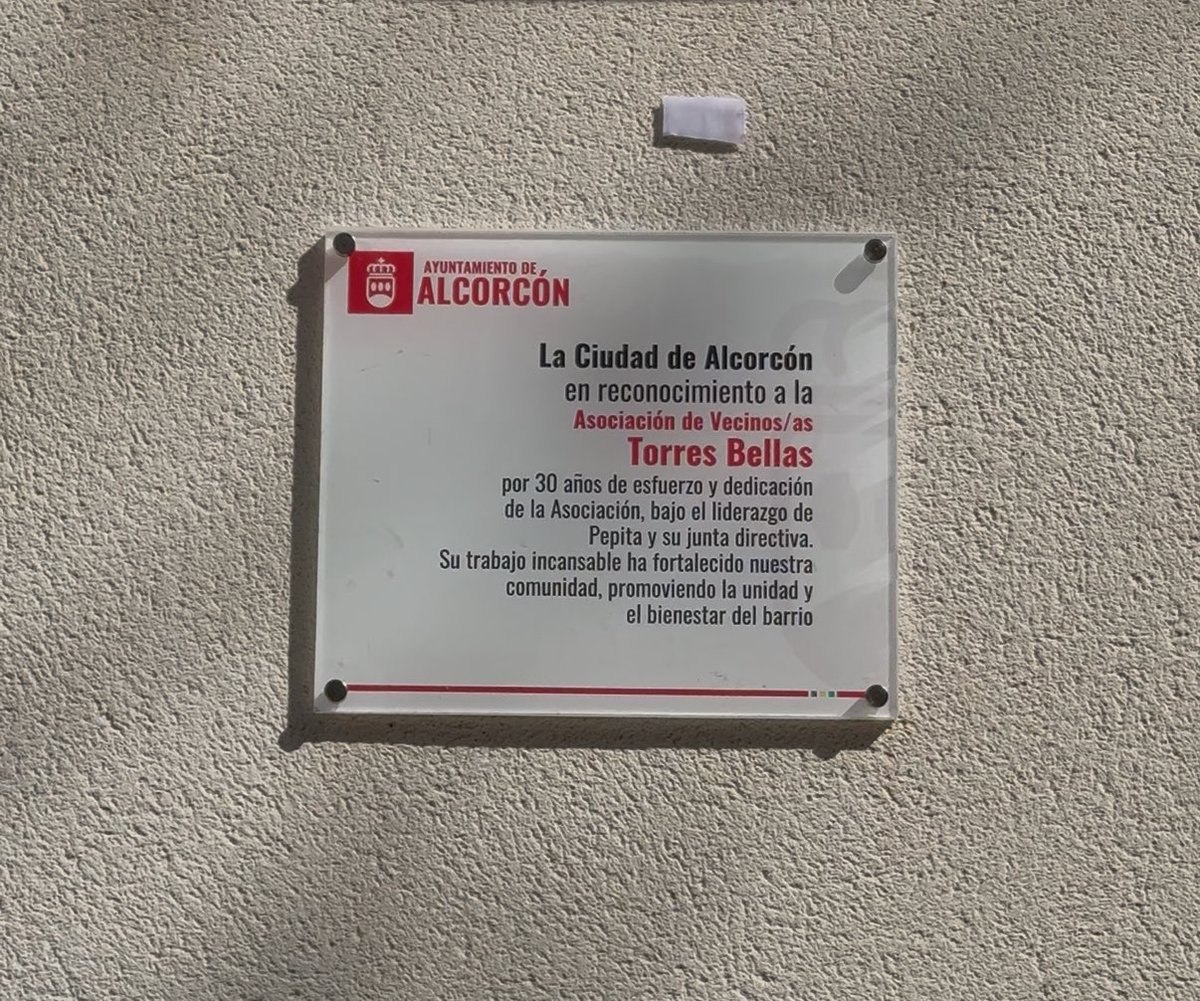 AYUNTAMIENTO DE
ALCORCÓN
La Ciudad de Alcorcón
en reconocimiento a la
Asociación de Vecinos/as
Torres Bellas
por 30 años de esfuerzo y dedicación
de la Asociación, bajo el liderazgo de
Pepita y su junta directiva.
Su trabajo incansable ha fortalecido nuestra
comunidad, promoviendo la unidad y
el bienestar del barrio